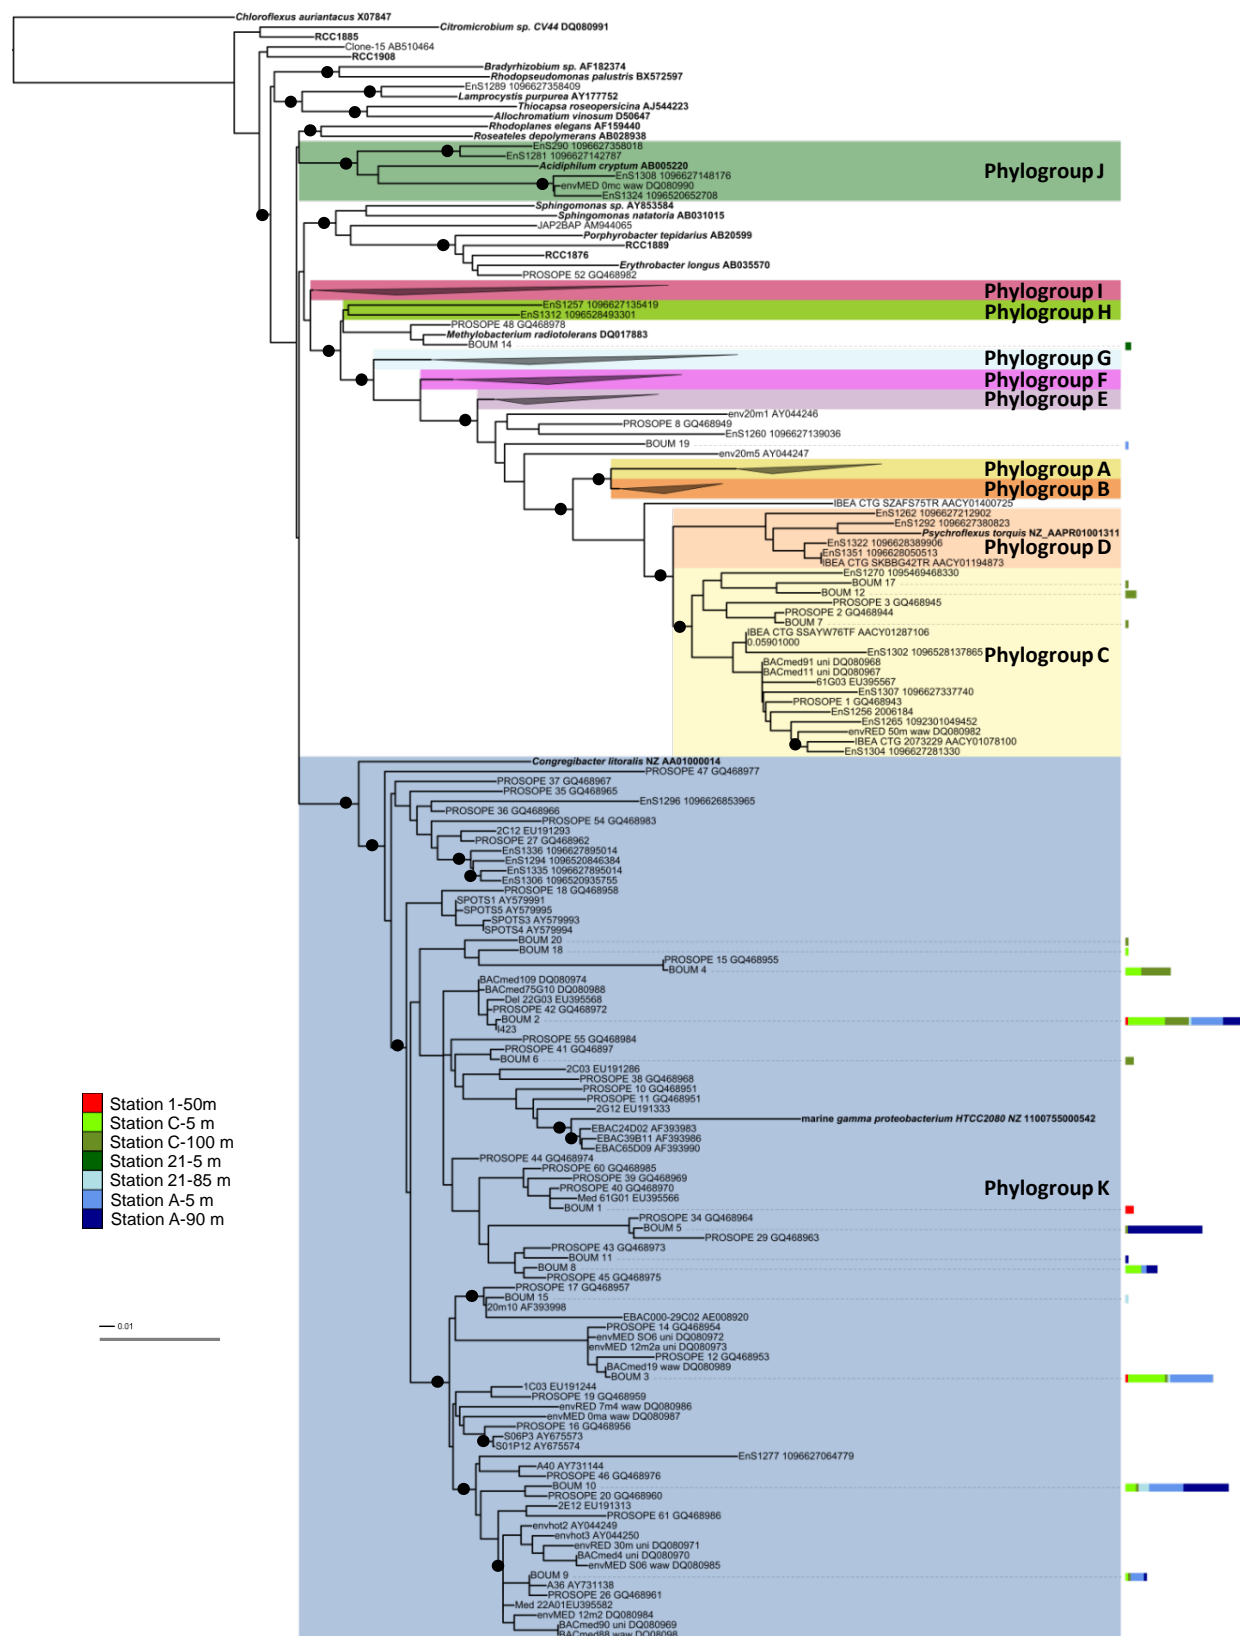 Chloroflexus auriantacus X07847
Citromicrobium sp. CV44 DQ080991
RCC1885
Clone-15 AB510464
RCC1908
Bradyrhizobium sp. AF182374
Rhodopseudomonas palustris BX572597
EnS1289 1096627358409
Lamprocystis purpurea AY177752
Thiocapsa roseopersicina AJ544223
Allochromatium vinosum D50647
Rhodoplanes elegans AF159440
Roseateles depolymerans AB028938
EnS290 1096627358018
EnS1281 1096627142787
Acidiphilum cryptum AB005220
Phylogroup J
EnS1308 1096627148176
envMED 0mc waw DQ080990
EnS1324 1096520652708
Sphingomonas sp. AY853584
Sphingomonas natatoria AB031015
JAP2BAP AM944065
Porphyrobacter tepidarius AB20599
RCC1889
RCC1876
Erythrobacter longus AB035570
PROSOPE 52 GQ468982
Phylogroup I
EnS1257 1096627135419
Phylogroup H
EnS1312 1096528493301
PROSOPE 48 GQ468978
Methylobacterium radiotolerans DQ017883
BOUM 14
Phylogroup G
Phylogroup F
Phylogroup E
env20m1 AY044246
PROSOPE 8 GQ468949
EnS1260 1096627139036
BOUM 19
env20m5 AY044247
Phylogroup A
Phylogroup B
IBEA CTG SZAFS75TR AACY01400725
EnS1262 1096627212902
EnS1292 1096627380823
Psychroflexus torquis NZ_AAPR01001311
EnS1322 1096628389906
Phylogroup D
EnS1351 1096628050513
IBEA CTG SKBBG42TR AACY01194873
EnS1270 1095469468330
BOUM 17
BOUM 12
PROSOPE 3 GQ468945
PROSOPE 2 GQ468944
BOUM 7
IBEA CTG SSAYW76TF AACY01287106
0.05901000
EnS1302 1096528137865
Phylogroup C
BACmed91 uni DQ080968
BACmed11 uni DQ080967
61G03 EU395567
EnS1307 1096627337740
PROSOPE 1 GQ468943
EnS1256 2006184
EnS1265 1092301049452
envRED 50m waw DQ080982
IBEA CTG 2073229 AACY01078100
EnS1304 1096627281330
Congregibacter litoralis NZ AA01000014
PROSOPE 47 GQ468977
PROSOPE 37 GQ468967
PROSOPE 35 GQ468965
EnS1296 1096626853965
PROSOPE 36 GQ468966
PROSOPE 54 GQ468983
2C12 EU191293
PROSOPE 27 GQ468962
EnS1336 1096627895014
EnS1294 1096520846384
EnS1335 1096627895014
EnS1306 1096520935755
PROSOPE 18 GQ468958
SPOTS1 AY579991
SPOTS5 AY579995
SPOTS3 AY579993
SPOTS4 AY579994
BOUM 20
BOUM 18
PROSOPE 15 GQ468955
BOUM 4
BACmed109 DQ080974
BACmed75G10 DQ080988
Del 22G03 EU395568
PROSOPE 42 GQ468972
BOUM 2
I423
PROSOPE 55 GQ468984
PROSOPE 41 GQ46897
BOUM 6
2C03 EU191286
PROSOPE 38 GQ468968
PROSOPE 10 GQ468951
PROSOPE 11 GQ468951
2G12 EU191333
marine gamma proteobacterium HTCC2080 NZ 1100755000542
EBAC24D02 AF393983
EBAC39B11 AF393986
EBAC65D09 AF393990
PROSOPE 44 GQ468974
PROSOPE 60 GQ468985
PROSOPE 39 GQ468969
PROSOPE 40 GQ468970
Phylogroup K
Med 61G01 EU395566
BOUM 1
PROSOPE 34 GQ468964
BOUM 5
PROSOPE 29 GQ468963
PROSOPE 43 GQ468973
BOUM 11
BOUM 8
PROSOPE 45 GQ468975
PROSOPE 17 GQ468957
BOUM 15
20m10 AF393998
EBAC000-29C02 AE008920
PROSOPE 14 GQ468954
envMED SO6 uni DQ080972
envMED 12m2a uni DQ080973
PROSOPE 12 GQ468953
BACmed19 waw DQ080989
BOUM 3
1C03 EU191244
PROSOPE 19 GQ468959
envRED 7m4 waw DQ080986
envMED 0ma waw DQ080987
PROSOPE 16 GQ468956
S06P3 AY675573
S01P12 AY675574
EnS1277 1096627064779
A40 AY731144
PROSOPE 46 GQ468976
BOUM 10
PROSOPE 20 GQ468960
2E12 EU191313
PROSOPE 61 GQ468986
envhot2 AY044249
envhot3 AY044250
envRED 30m uni DQ080971
BACmed4 uni DQ080970
envMED S06 waw DQ080985
BOUM 9
A36 AY731138
PROSOPE 26 GQ468961
Med 22A01EU395582
envMED 12m2 DQ080984
BACmed90 uni DQ080969
BACmed88 waw DQ08098
Station 1-50m
Station C-5 m
Station C-100 m
Station 21-5 m
Station 21-85 m
Station A-5 m
Station A-90 m
0.01